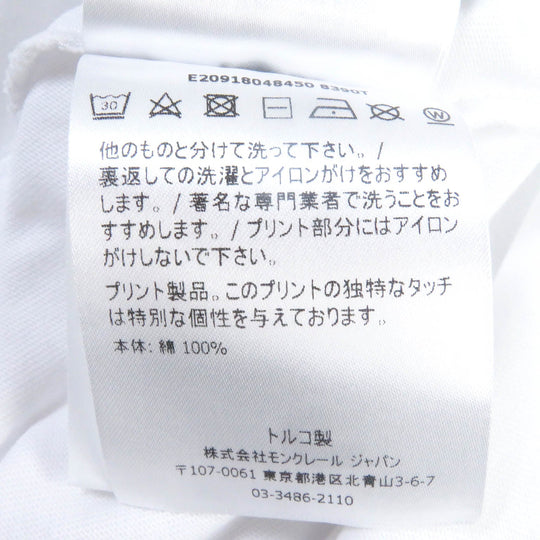 E20918048450 8390T
30
W
他のものと分けて洗って下さい。/
裏返しての洗濯とアイロンがけをおすすめ
します。/ 著名な専門業者で洗うことをお
すすめします。/ プリント部分にはアイロン
がけしないで下さい。
プリント製品。このプリントの独特なタッチ
は特別な個性を与えております。
本体: 綿 100%
トルコ製
株式会社モンクレール ジャパン
〒107-0061 東京都港区北青山3-6-7
03-3486-2110